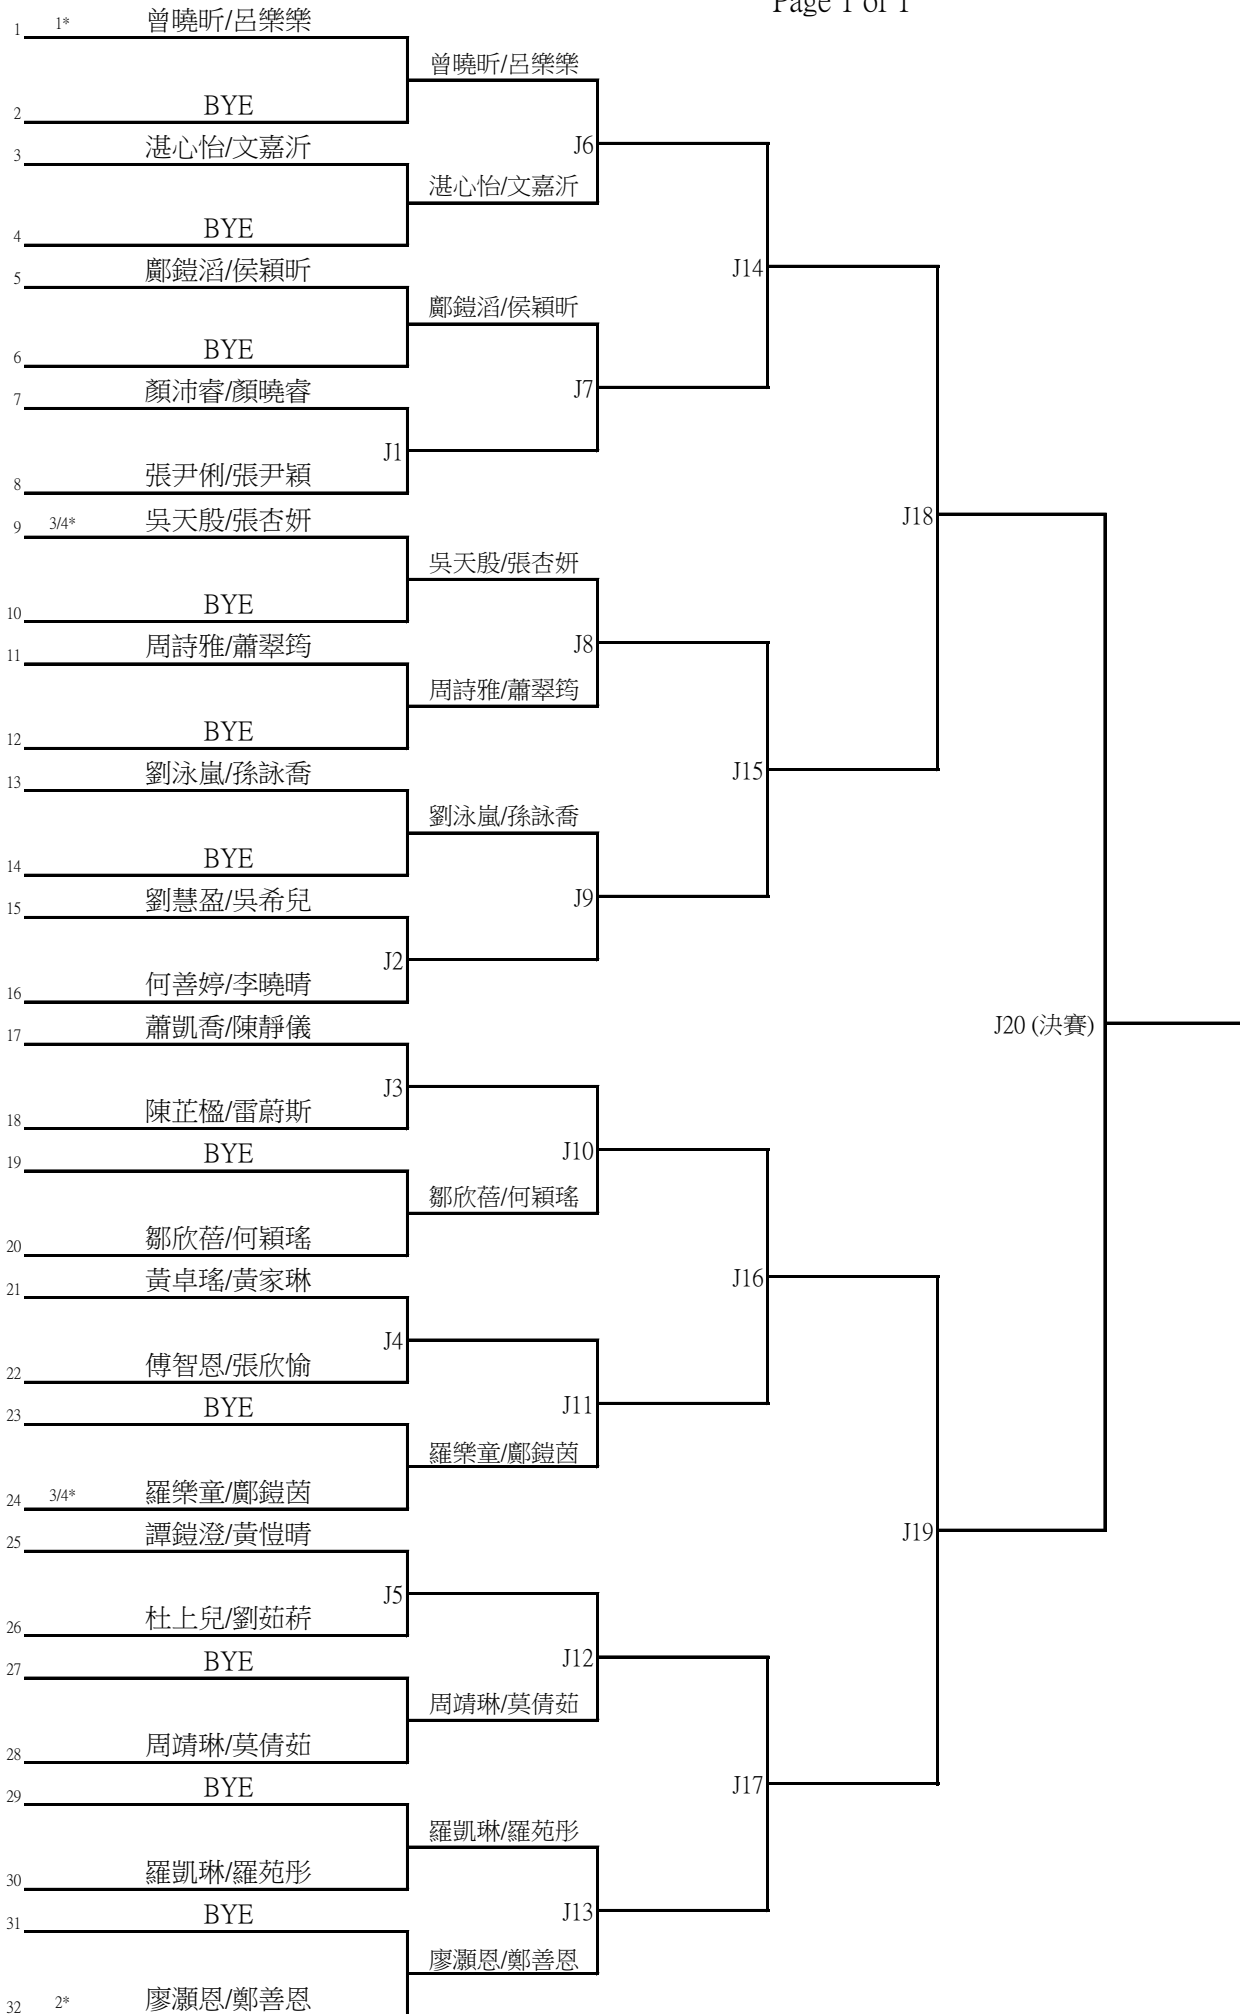 Page 1 of 1
1 1* 曾曉昕/呂樂樂
曾曉昕/呂樂樂
2 BYE
3 湛心怡/文嘉沂
J6
湛心怡/文嘉沂
4 BYE
J14
5 鄺鎧滔/侯穎昕
鄺鎧滔/侯穎昕
6 BYE
7 顏沛睿/顏曉睿
J7
J1
8 張尹俐/張尹穎
J18
9 3/4* 吳天殷/張杏妍
吳天殷/張杏妍
10 BYE
11 周詩雅/蕭翠筠
J8
周詩雅/蕭翠筠
12 BYE
J15
13 劉泳嵐/孫詠喬
劉泳嵐/孫詠喬
14 BYE
15 劉慧盈/吳希兒
J9
J2
16 何善婷/李曉晴
J20 (決賽)
17 蕭凱喬/陳靜儀
J3
18 陳芷楹/雷蔚斯
19 BYE
J10
鄒欣蓓/何穎瑤
20 鄒欣蓓/何穎瑤
J16
21 黃卓瑤/黃家琳
J4
22 傅智恩/張欣愉
23 BYE
J11
羅樂童/鄺鎧茵
24 3/4* 羅樂童/鄺鎧茵
J19
25 譚鎧澄/黃愷晴
J5
26 杜上兒/劉茹菥
27 BYE
J12
周靖琳/莫倩茹
28 周靖琳/莫倩茹
J17
29 BYE
羅凱琳/羅苑彤
30 羅凱琳/羅苑彤
31 BYE
J13
廖灝恩/鄭善恩
32 2* 廖灝恩/鄭善恩